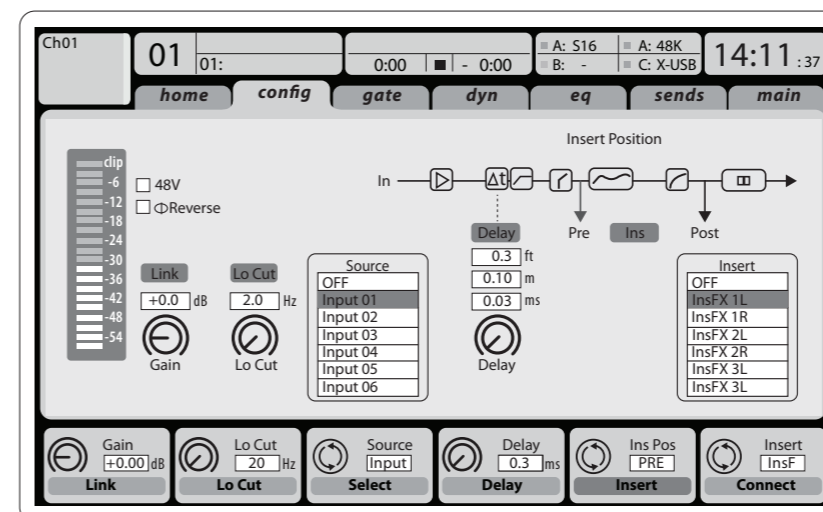 Ch01
01
01:
0:00 - 0:00
A: S16
B: -
A: 48K
C: X-USB
14:11 :37
home config gate dyn eq sends main
Insert Position
clip
-6
-12
-18
-24
-30
-36
-42
-48
-54
48V
ΦReverse
In
Δt
Pre Ins Post
Link
+0.0 dB
Gain
Lo Cut
2.0 Hz
Lo Cut
Source
OFF
Input 01
Input 02
Input 03
Input 04
Input 05
Input 06
Delay
0.3 ft
0.10 m
0.03 ms
Delay
Insert
OFF
InsFX 1L
InsFX 1R
InsFX 2L
InsFX 2R
InsFX 3L
InsFX 3L
Gain
+0.00 dB
Link
Lo Cut
20 Hz
Lo Cut
Source
Input
Select
Delay
0.3 ms
Delay
Ins Pos
PRE
Insert
Insert
InsF
Connect